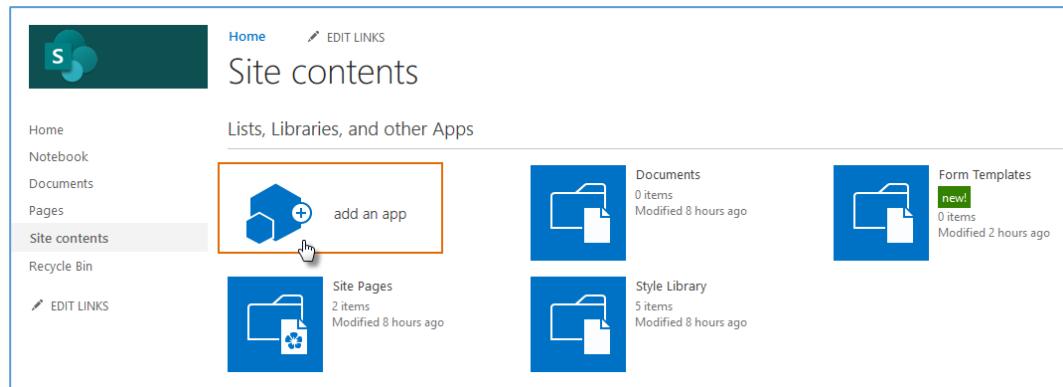 S
Home EDIT LINKS
Site contents
Home
Notebook
Documents
Pages
Site contents
Recycle Bin
EDIT LINKS
Lists, Libraries, and other Apps
add an app
Documents
0 items
Modified 8 hours ago
Form Templates
new!
0 items
Modified 2 hours ago
Site Pages
2 items
Modified 8 hours ago
Style Library
5 items
Modified 8 hours ago